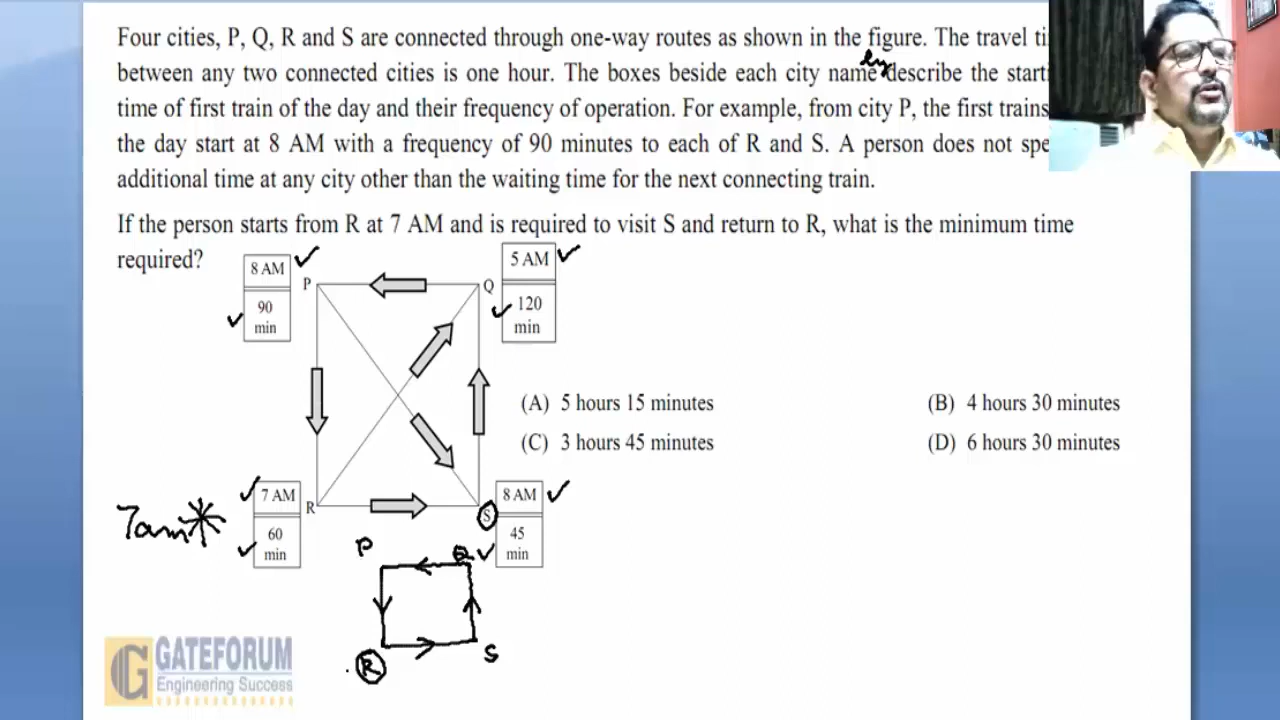 Four cities, P, Q, R and S are connected through one-way routes as shown in the figure. The travel ti
between any two connected cities is one hour. The boxes beside each city name describe the starti
time of first train of the day and their frequency of operation. For example, from city P, the first trains
the day start at 8 AM with a frequency of 90 minutes to each of R and S. A person does not spe
additional time at any city other than the waiting time for the next connecting train.
If the person starts from R at 7 AM and is required to visit S and return to R, what is the minimum time
required?
8 AM
90
min
P
Q
5 AM
120
min
(A) 5 hours 15 minutes
(B) 4 hours 30 minutes
(C) 3 hours 45 minutes
(D) 6 hours 30 minutes
7am
7 AM
60
min
R
S
8 AM
45
min
P
Q
R
S
GATEFORUM
Engineering Success